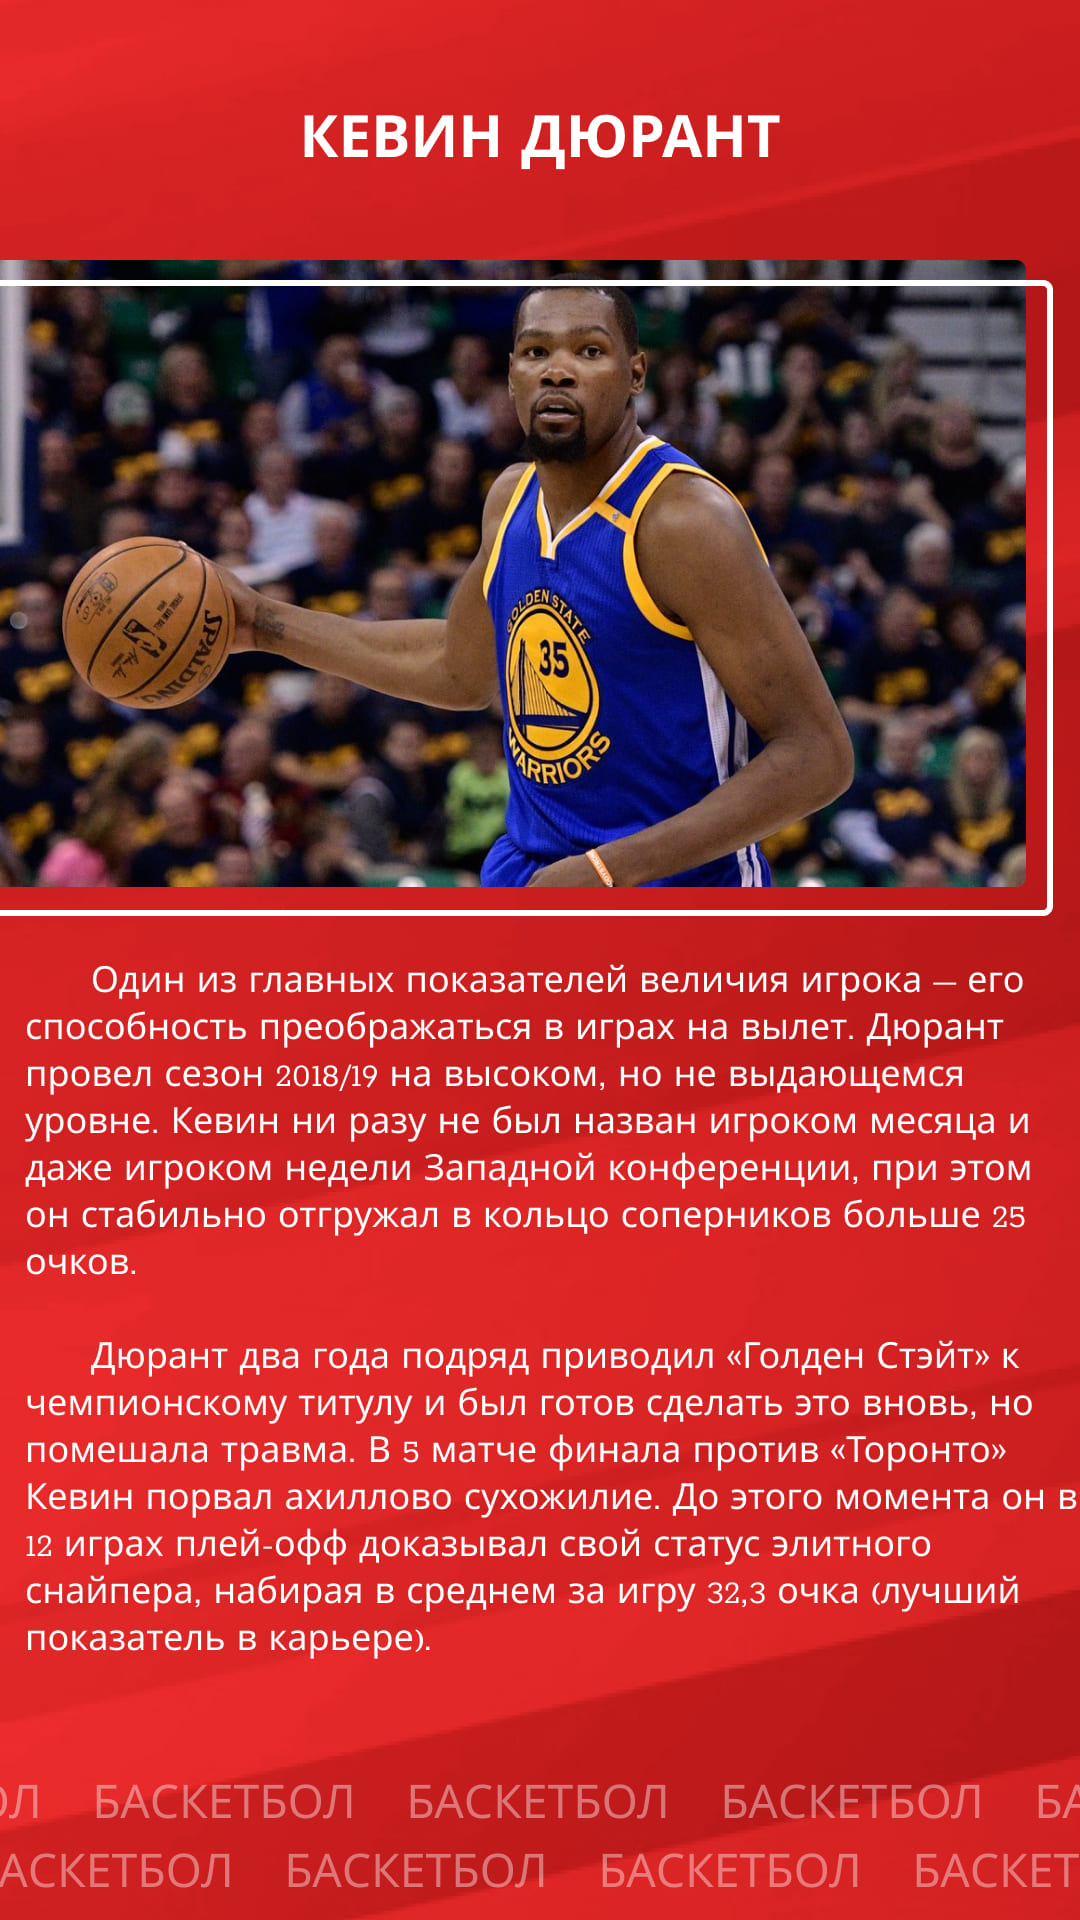 КЕВИН ДЮРАНТ
GOLDEN STATE
35
WARRIORS
SPALDING
Один из главных показателей величия игрока — его
способность преображаться в играх на вылет. Дюрант
провел сезон 2018/19 на высоком, но не выдающемся
уровне. Кевин ни разу не был назван игроком месяца и
даже игроком недели Западной конференции, при этом
он стабильно отгружал в кольцо соперников больше 25
очков.
Дюрант два года подряд приводил «Голден Стэйт» к
чемпионскому титулу и был готов сделать это вновь, но
помешала травма. В 5 матче финала против «Торонто»
Кевин порвал ахиллово сухожилие. До этого момента он в
12 играх плей-офф доказывал свой статус элитного
снайпера, набирая в среднем за игру 32,3 очка (лучший
показатель в карьере).
ОЛ БАСКЕТБОЛ БАСКЕТБОЛ БАСКЕТБОЛ БА
АСКЕТБОЛ БАСКЕТБОЛ БАСКЕТБОЛ БАСКЕТ